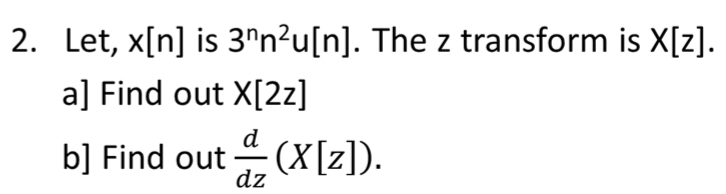 2. Let, x[n] is 3ⁿn²u[n]. The z transform is X[z].
a] Find out X[2z]
b] Find out d/dz (X[z]).